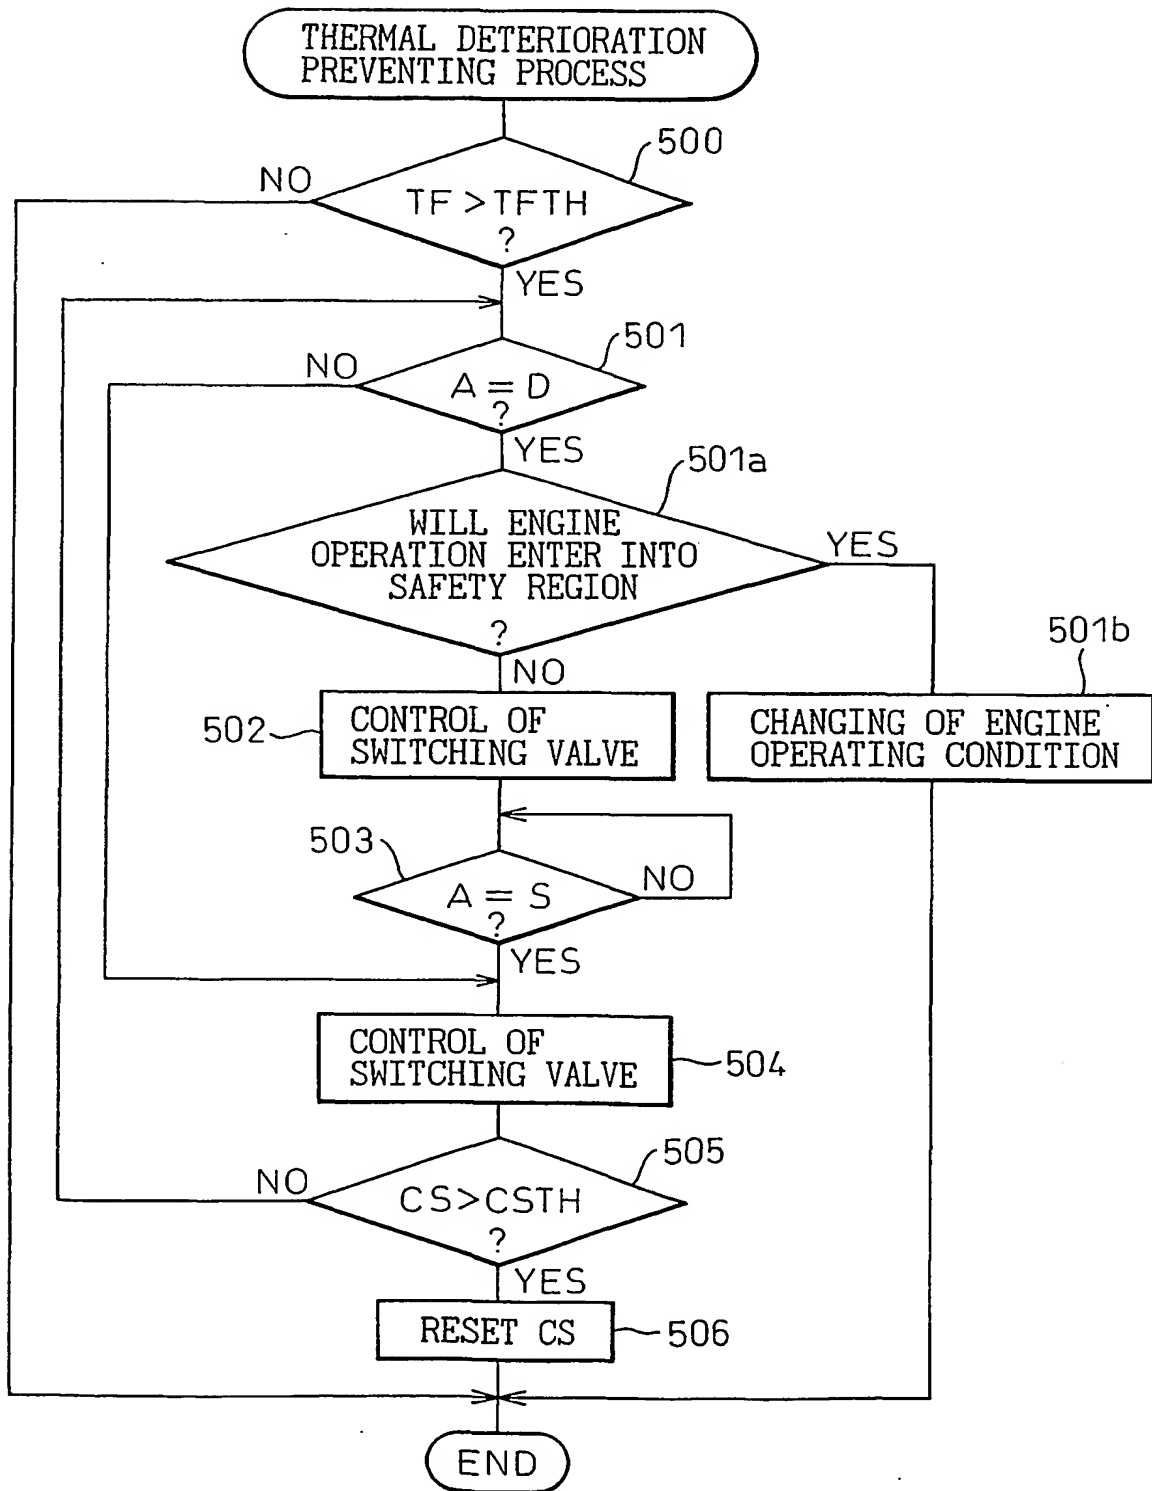 THERMAL DETERIORATION
PREVENTING PROCESS
500
NO
TF>TFTH
?
YES
501
NO
A=D
?
YES
501a
WILL ENGINE
OPERATION ENTER INTO
SAFETY REGION
?
YES
NO
501b
502
CONTROL OF
SWITCHING VALVE
CHANGING OF ENGINE
OPERATING CONDITION
503
A=S
?
NO
YES
CONTROL OF
SWITCHING VALVE
504
505
NO
CS>CSTH
?
YES
RESET CS
506
END